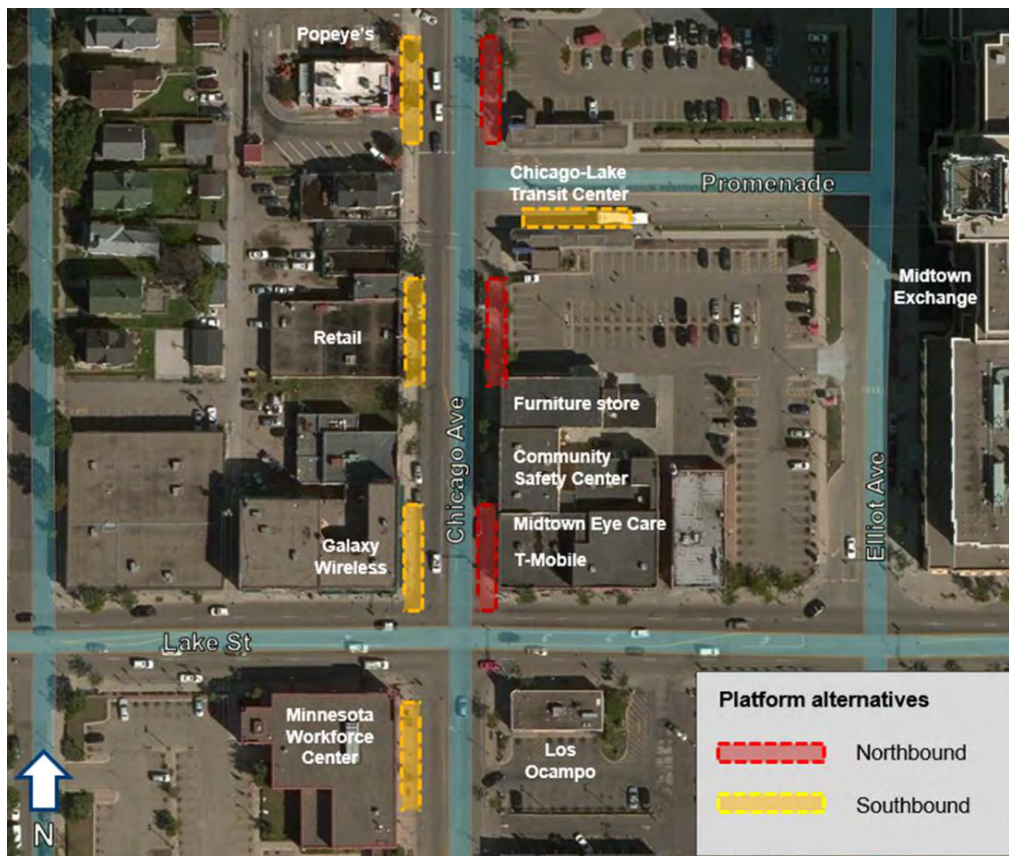 Popeye's
Chicago-Lake
Transit Center
Promenade
Midtown
Exchange
Retail
Furniture store
Chicago Ave
Community
Safety Center
Elliot Ave
Midtown Eye Care
T-Mobile
Galaxy
Wireless
Lake St
Minnesota
Workforce
Center
Los
Ocampo
N
Platform alternatives
Northbound
Southbound